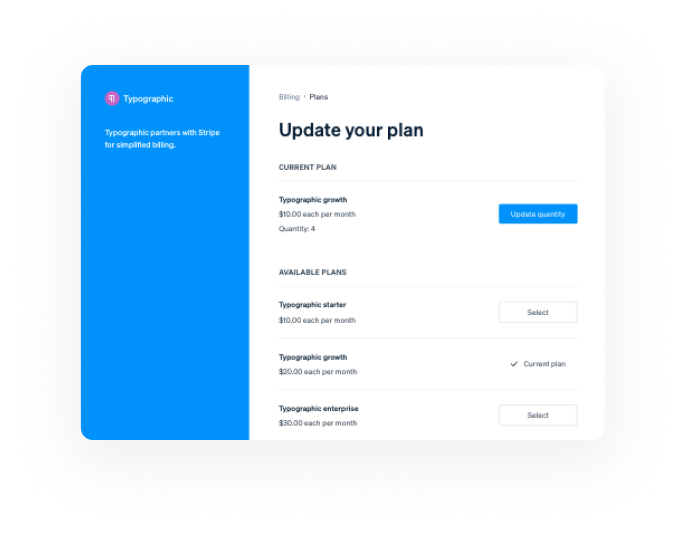 Typographic
Typographic partners with Stripe
for simplified billing.
Billing › Plans
Update your plan
CURRENT PLAN
Typographic growth
$10.00 each per month
Quantity: 4
Update quantity
AVAILABLE PLANS
Typographic starter
$10.00 each per month
Select
Typographic growth
$20.00 each per month
Current plan
Typographic enterprise
$30.00 each per month
Select